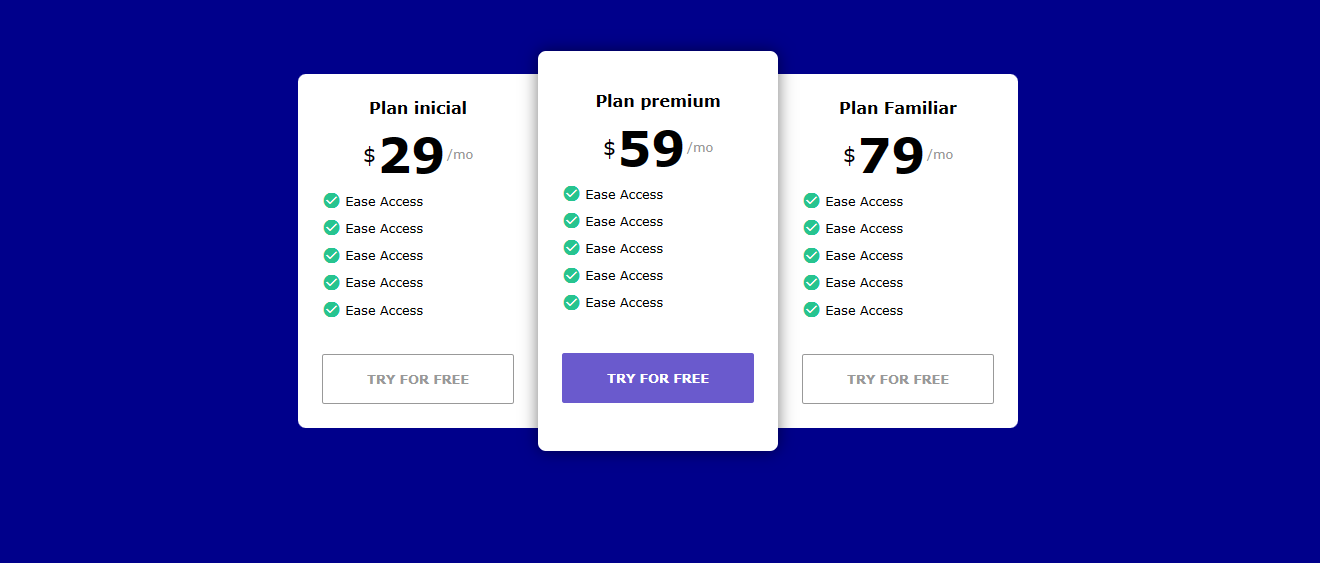 Plan inicial
$29/mo
Ease Access
Ease Access
Ease Access
Ease Access
Ease Access
TRY FOR FREE
Plan premium
$59/mo
Ease Access
Ease Access
Ease Access
Ease Access
Ease Access
TRY FOR FREE
Plan Familiar
$79/mo
Ease Access
Ease Access
Ease Access
Ease Access
Ease Access
TRY FOR FREE